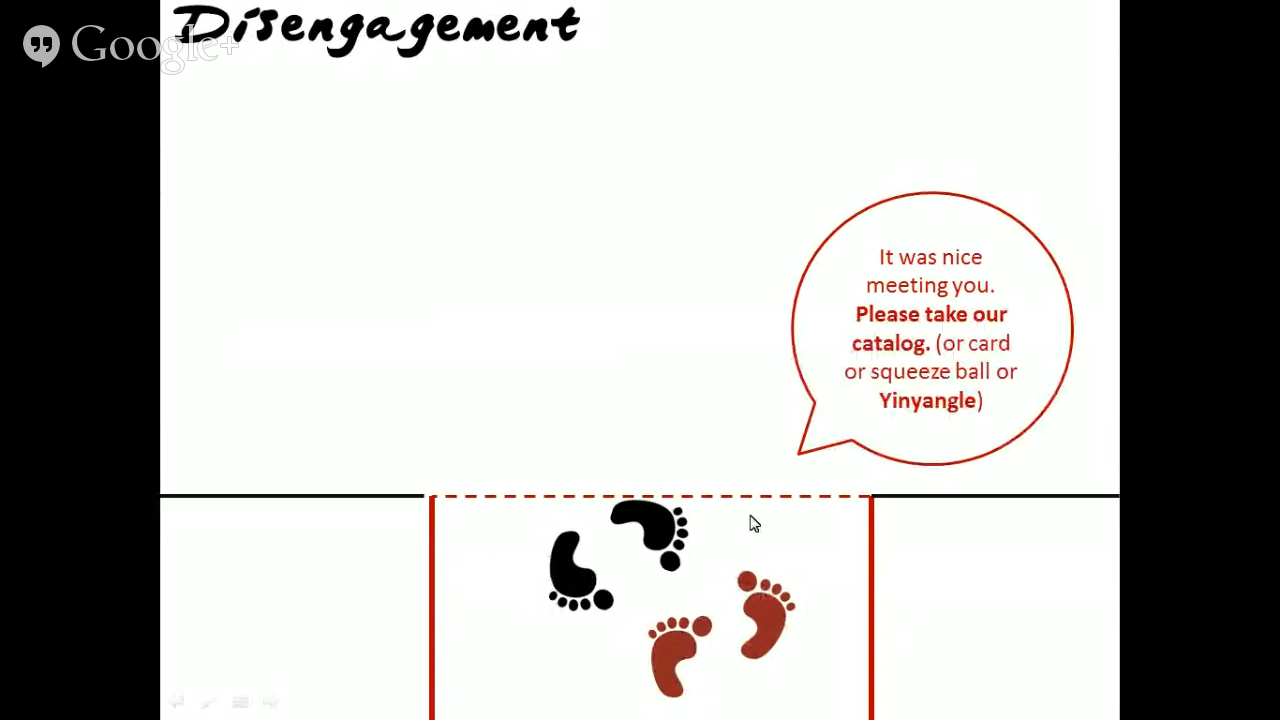 Disengagement
Google+
It was nice
meeting you.
Please take our
catalog. (or card
or squeeze ball or
Yinyangle)